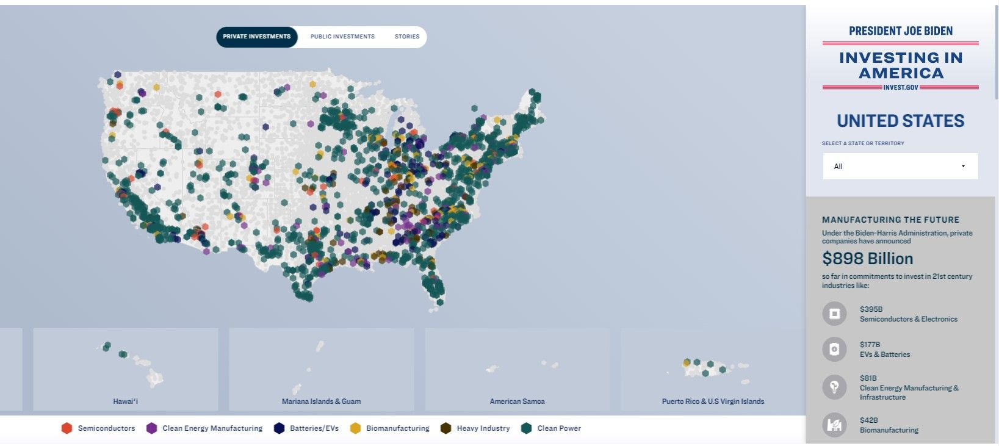 PRIVATE INVESTMENTS
PUBLIC INVESTMENTS
STORIES
PRESIDENT JOE BIDEN
INVESTING IN
AMERICA
INVEST.GOV
UNITED STATES
SELECT A STATE OR TERRITORY
All
MANUFACTURING THE FUTURE
Under the Biden-Harris Administration, private
companies have announced
$898 Billion
so far in commitments to invest in 21st century
industries like:
$395B
Semiconductors & Electronics
$177B
EVs & Batteries
$81B
Clean Energy Manufacturing &
Infrastructure
$42B
Biomanufacturing
Hawaiʻi
Mariana Islands & Guam
American Samoa
Puerto Rico & U.S Virgin Islands
Semiconductors
Clean Energy Manufacturing
Batteries/EVs
Biomanufacturing
Heavy Industry
Clean Power